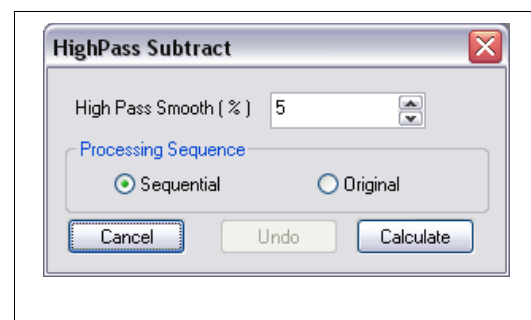 HighPass Subtract
High Pass Smooth ( % ) 5
Processing Sequence
Sequential Original
Cancel Undo Calculate